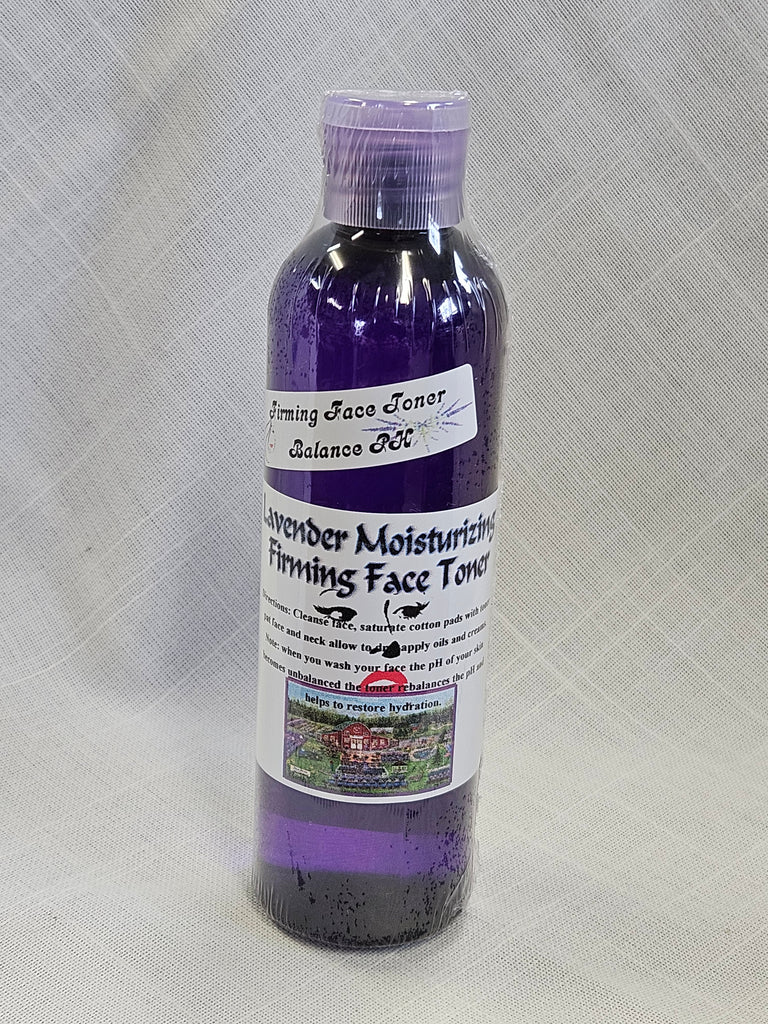 Firming Face Toner
Balance PH
Lavender Moisturizing
Firming Face Toner
Directions: Cleanse face, saturate cotton pads with toner
pat face and neck allow to dry apply oils and creams.
Note: when you wash your face the pH of your skin
becomes unbalanced the toner rebalances the pH and
helps to restore hydration.